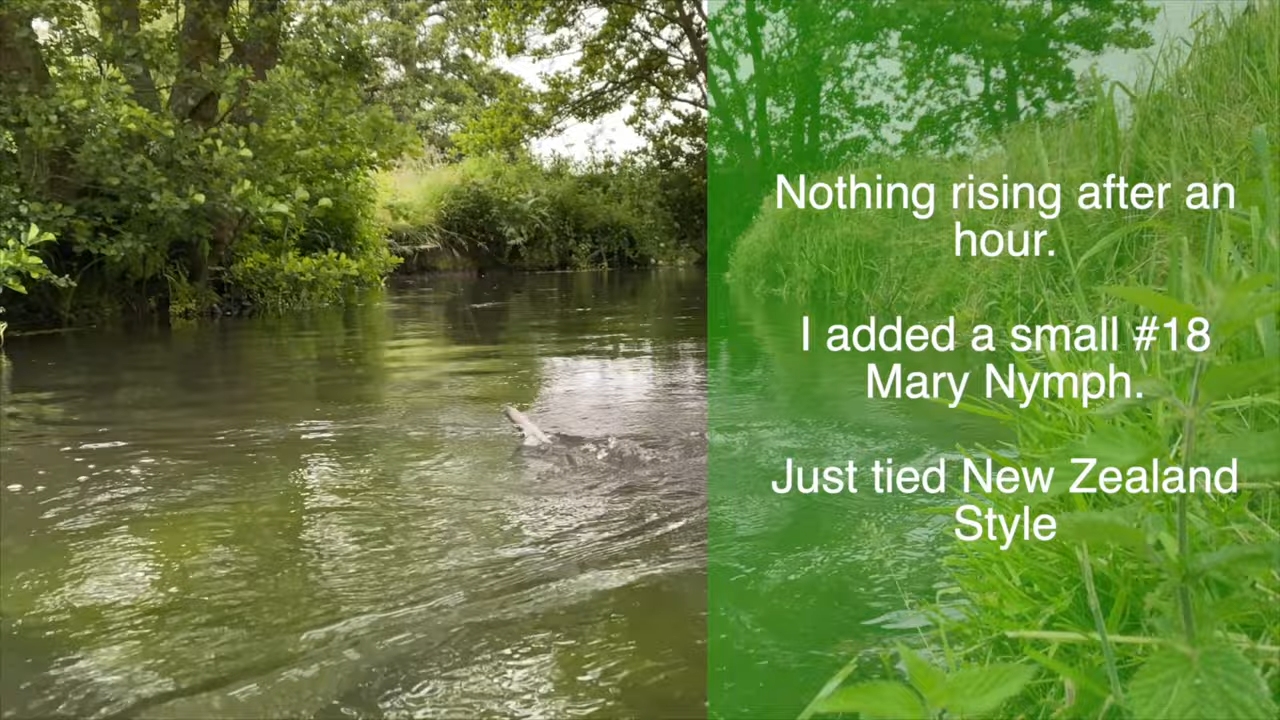 Nothing rising after an
hour.
I added a small #18
Mary Nymph.
Just tied New Zealand
Style